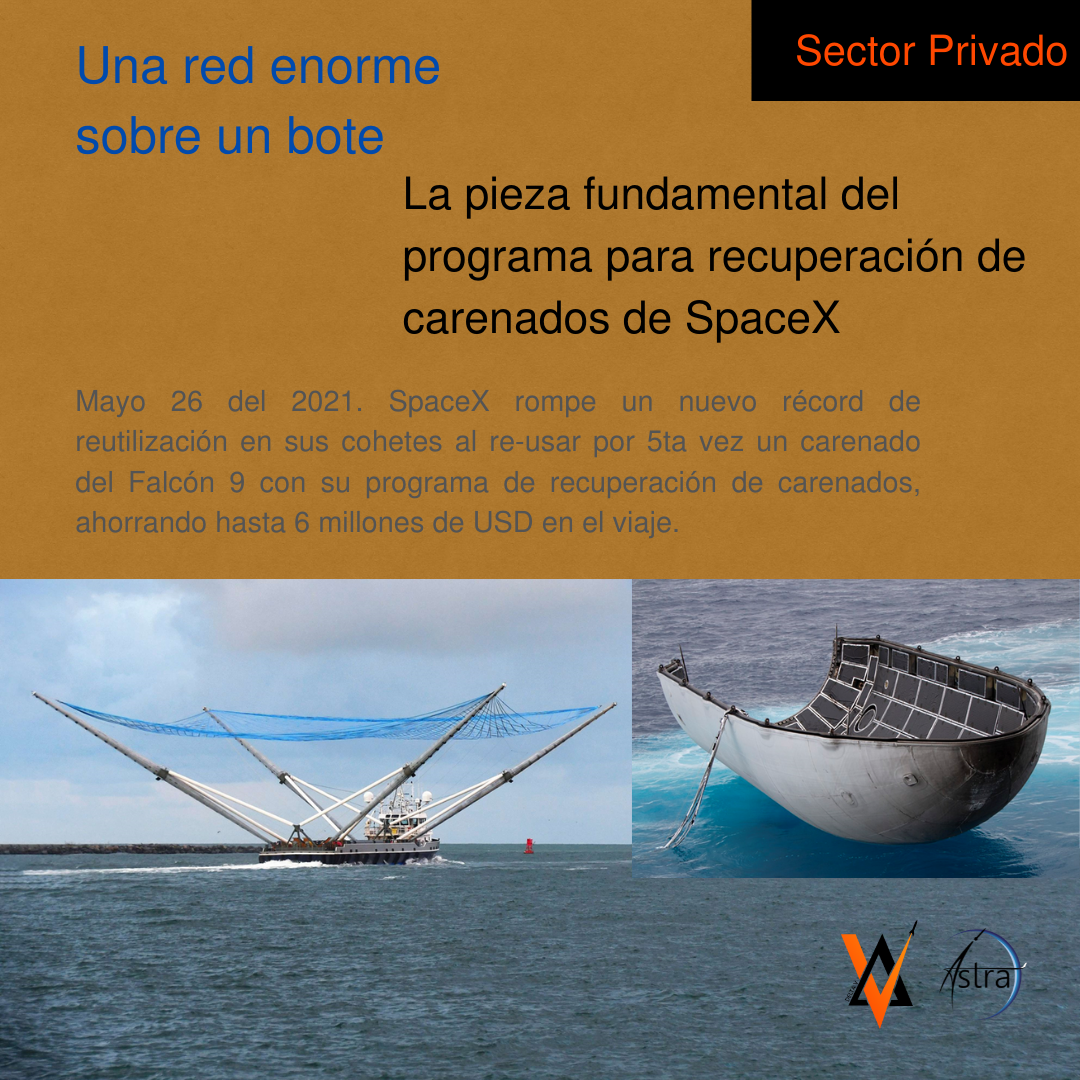 Sector Privado
Una red enorme
sobre un bote
La pieza fundamental del
programa para recuperación de
carenados de SpaceX
Mayo 26 del 2021. SpaceX rompe un nuevo récord de
reutilización en sus cohetes al re-usar por 5ta vez un carenado
del Falcón 9 con su programa de recuperación de carenados,
ahorrando hasta 6 millones de USD en el viaje.
Astra